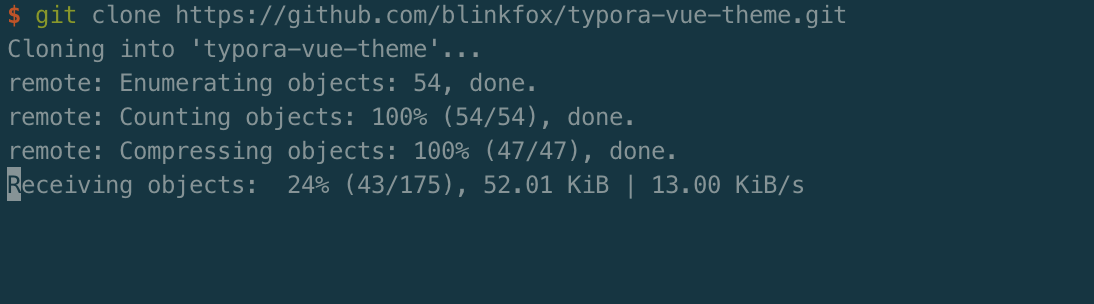 $ git clone https://github.com/blinkfox/typora-vue-theme.git
Cloning into 'typora-vue-theme'...
remote: Enumerating objects: 54, done.
remote: Counting objects: 100% (54/54), done.
remote: Compressing objects: 100% (47/47), done.
Receiving objects:  24% (43/175), 52.01 KiB | 13.00 KiB/s